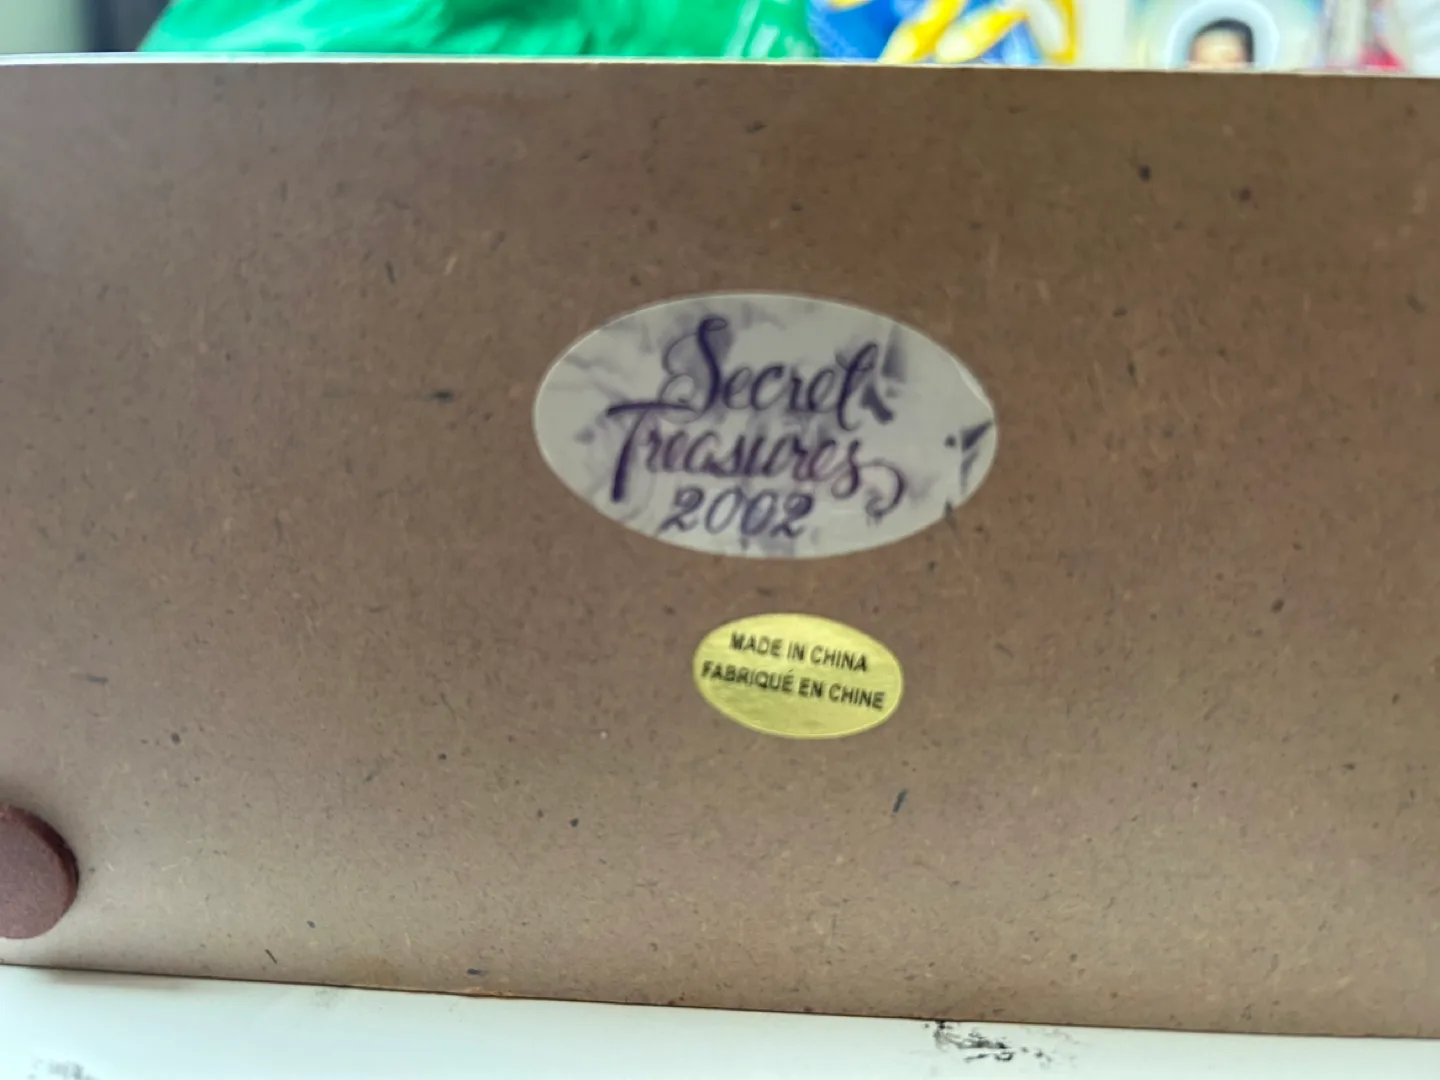 Secret
Treasures
2002
MADE IN CHINA
FABRIQUÉ EN CHINE